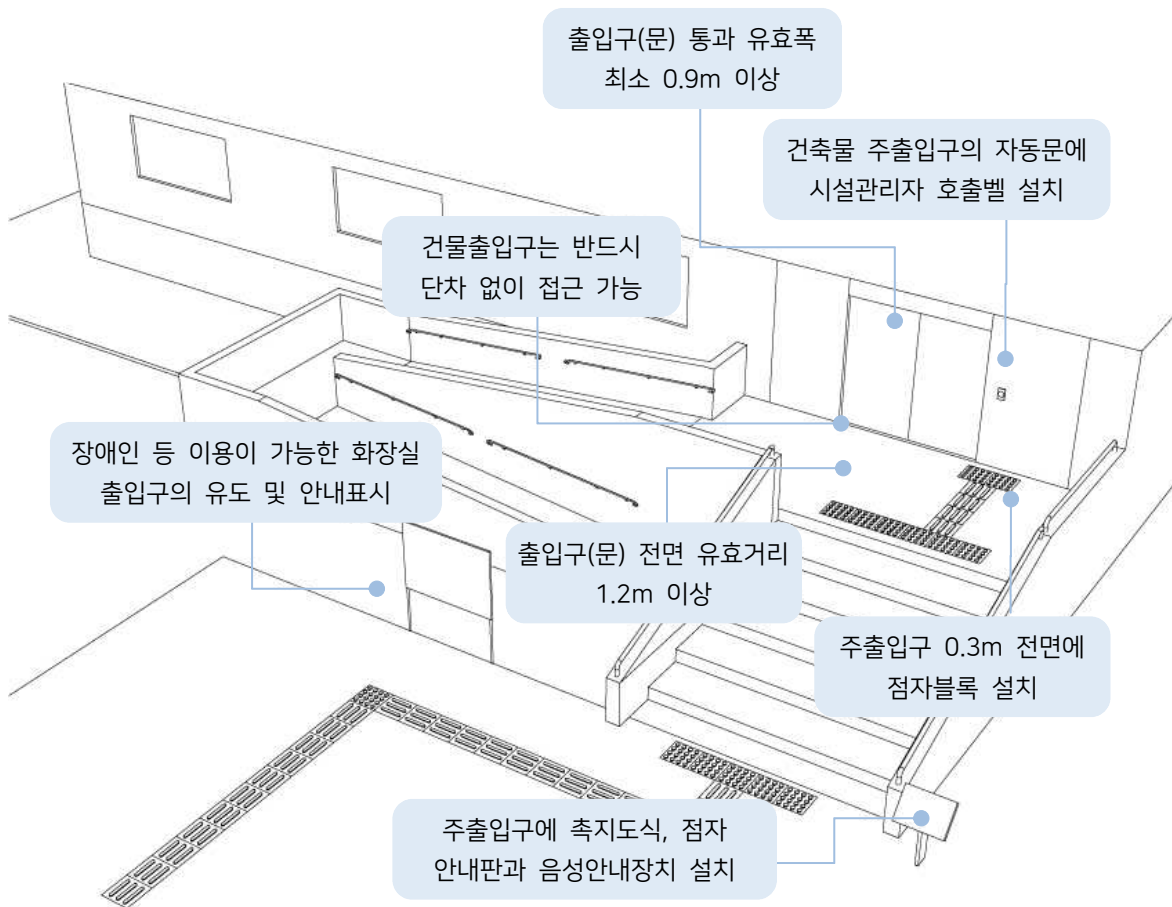 출입구(문) 통과 유효폭
최소 0.9m 이상
건축물 주출입구의 자동문에
시설관리자 호출벨 설치
건물출입구는 반드시
단차 없이 접근 가능
장애인 등 이용이 가능한 화장실
출입구의 유도 및 안내표시
출입구(문) 전면 유효거리
1.2m 이상
주출입구 0.3m 전면에
점자블록 설치
주출입구에 촉지도식, 점자
안내판과 음성안내장치 설치